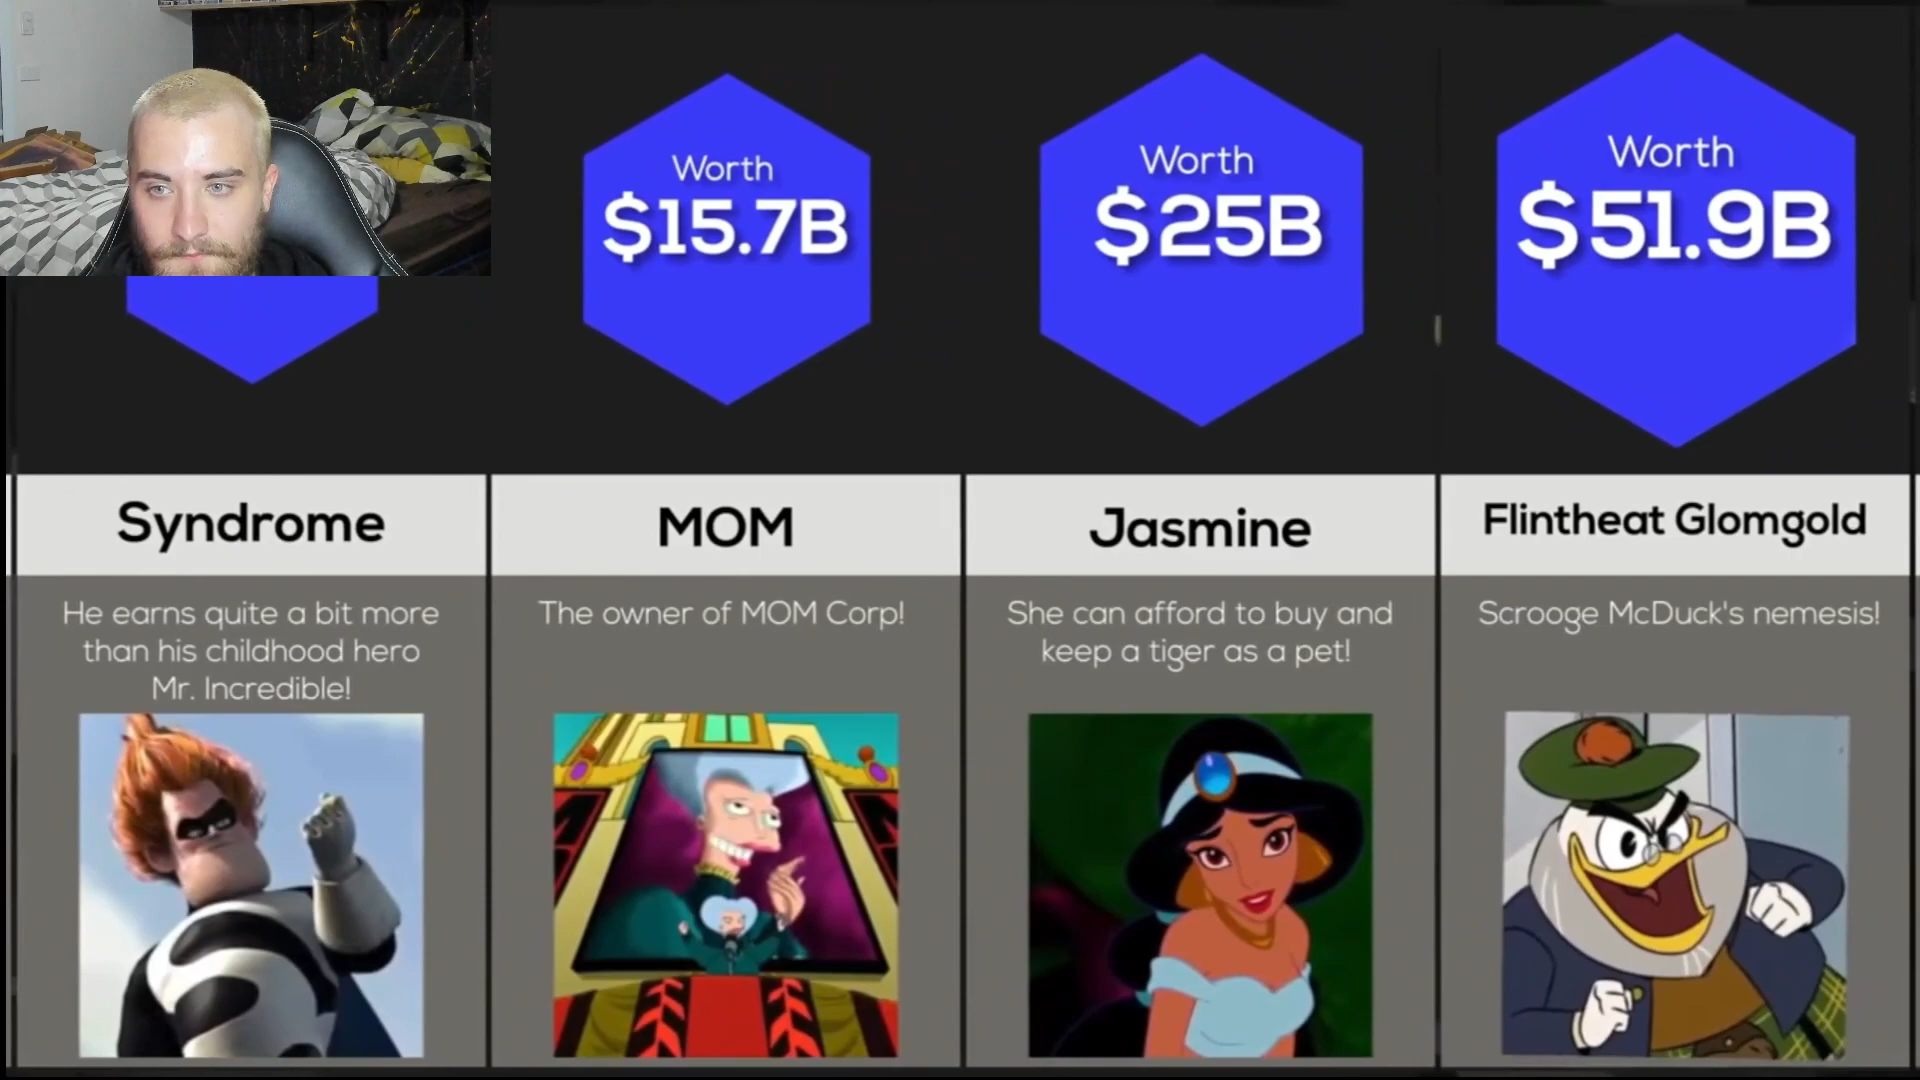 Worth
$15.7B
Worth
$25B
Worth
$51.9B
Syndrome
MOM
Jasmine
Flintheat Glomgold
He earns quite a bit more
than his childhood hero
Mr. Incredible!
The owner of MOM Corp!
She can afford to buy and
keep a tiger as a pet!
Scrooge McDuck's nemesis!